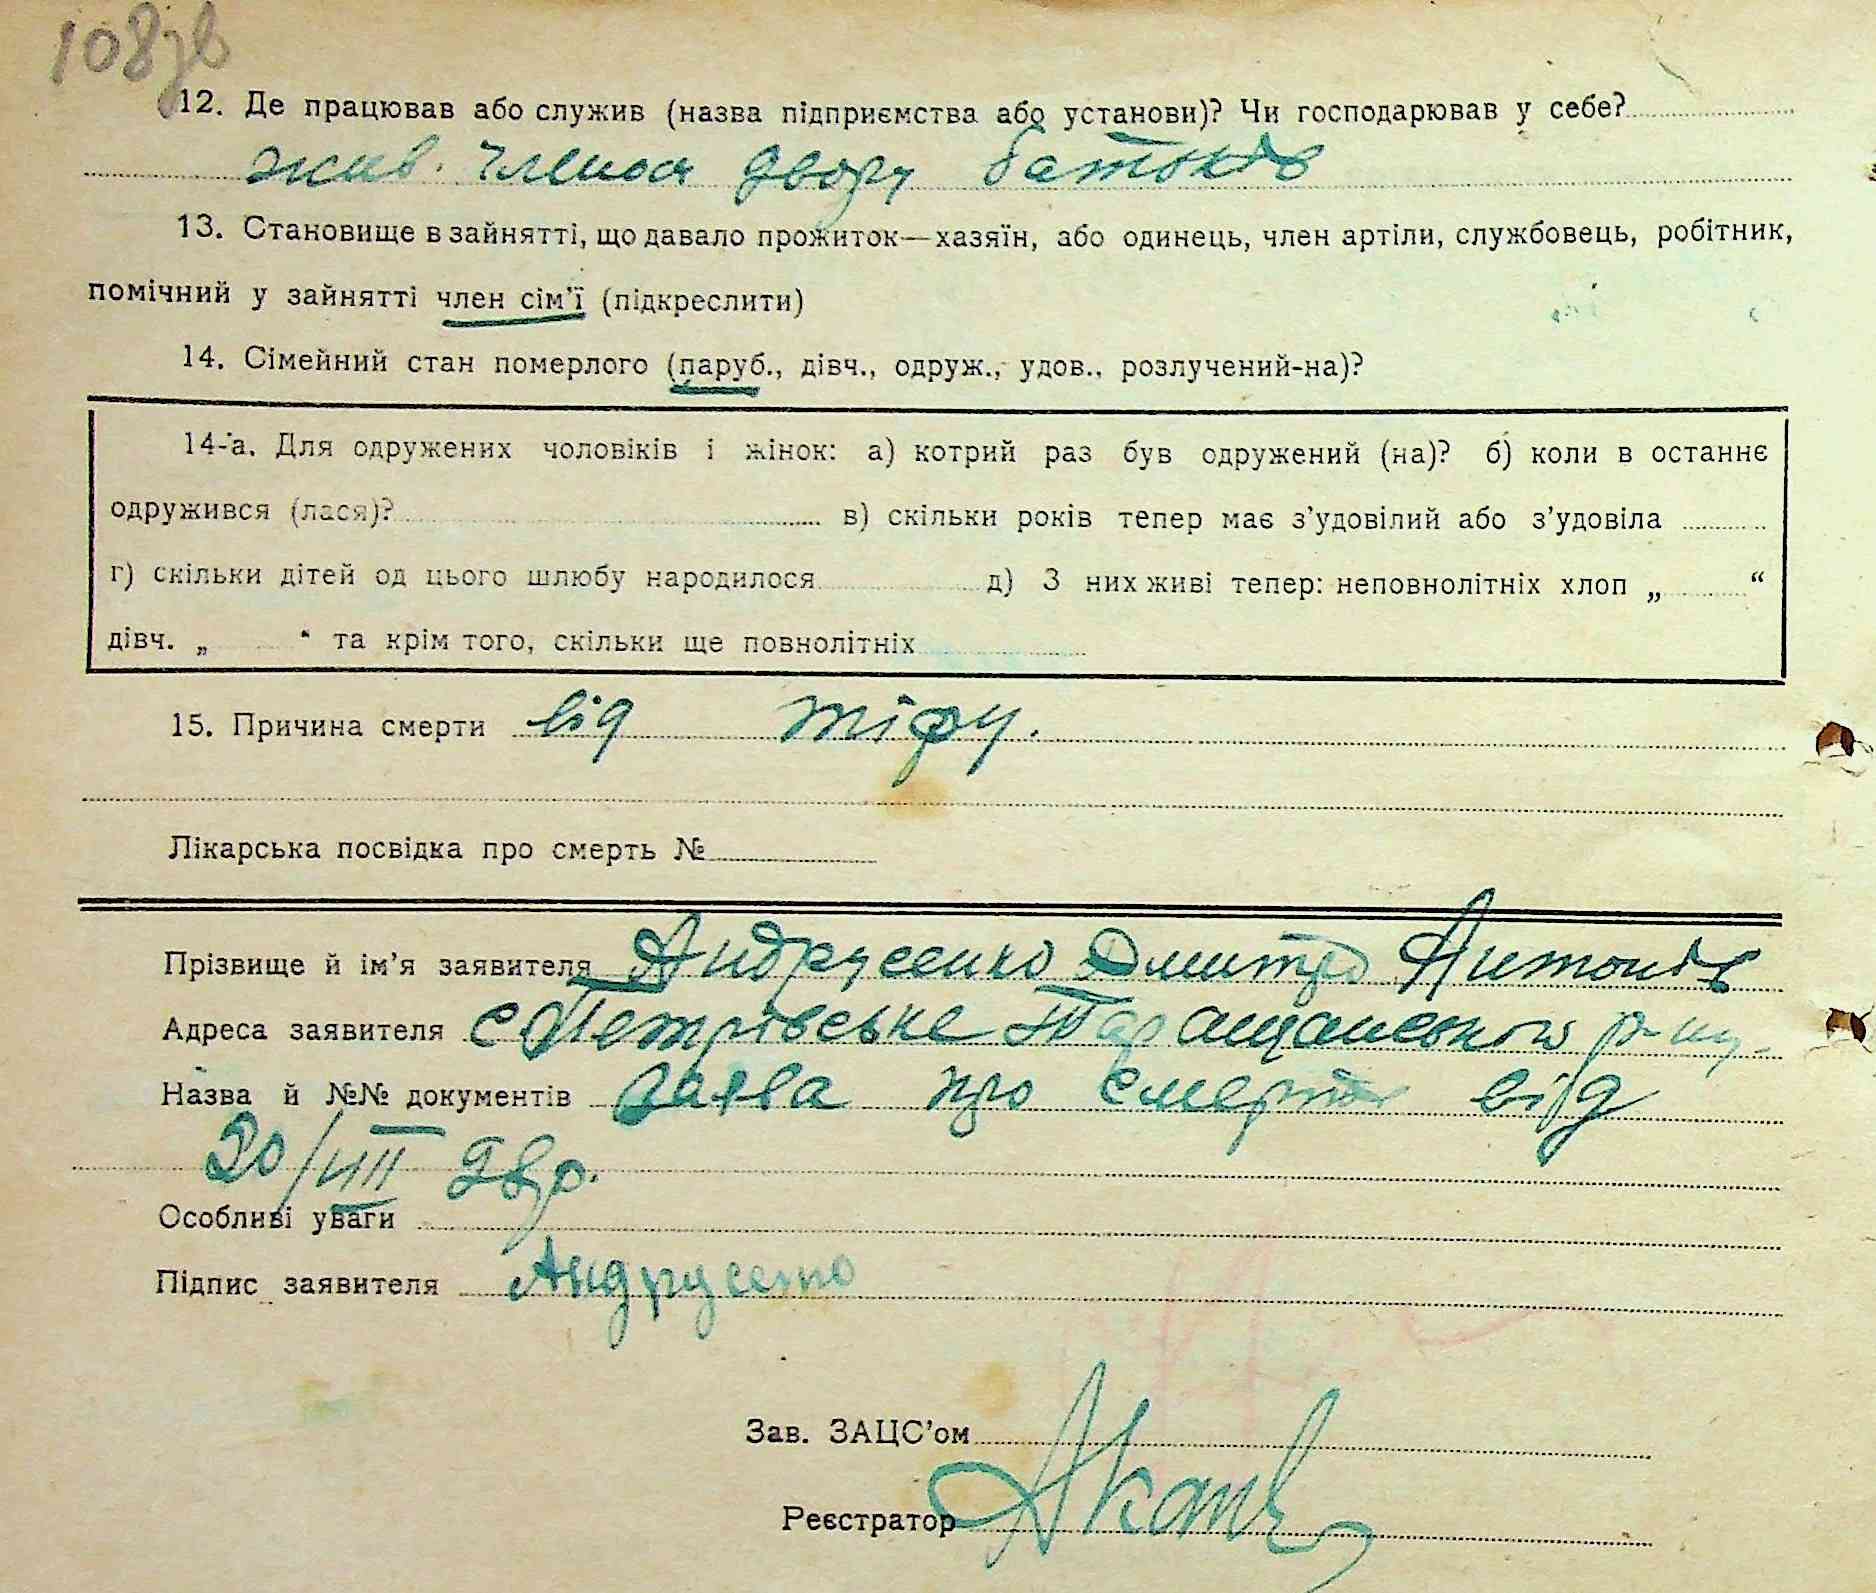 108зв
12. Де працював або служив (назва підприємства або установи)? Чи господарював у себе?
жив. членом двору батьків
13. Становище в зайнятті, що давало прожиток—хазяїн, або одинець, член артіли, службовець, робітник,
помічний у зайнятті член сім'ї (підкреслити)
14. Сімейний стан померлого (паруб., дівч., одруж., удов., розлучений-на)?
14-а. Для одружених чоловіків і жінок: а) котрий раз був одружений (на)? б) коли в останнє
одружився (лася)? в) скільки років тепер має з'удовілий або з'удовіла
г) скільки дітей од цього шлюбу народилося д) З них живі тепер: неповнолітніх хлоп „ “
дівч. „ “ та крім того, скільки ще повнолітніх
15. Причина смерти від тіфу.
Лікарська посвідка про смерть №
Прізвище й ім'я заявителя Андрусенко Дмитро Антонів
Адреса заявителя с Петрівське Таращанського р-ну
Назва й №№ документів заява про смерть від
20/VIII 28 р.
Особливі уваги
Підпис заявителя Андрусенко
Зав. ЗАЦС'ом
Реєстратор